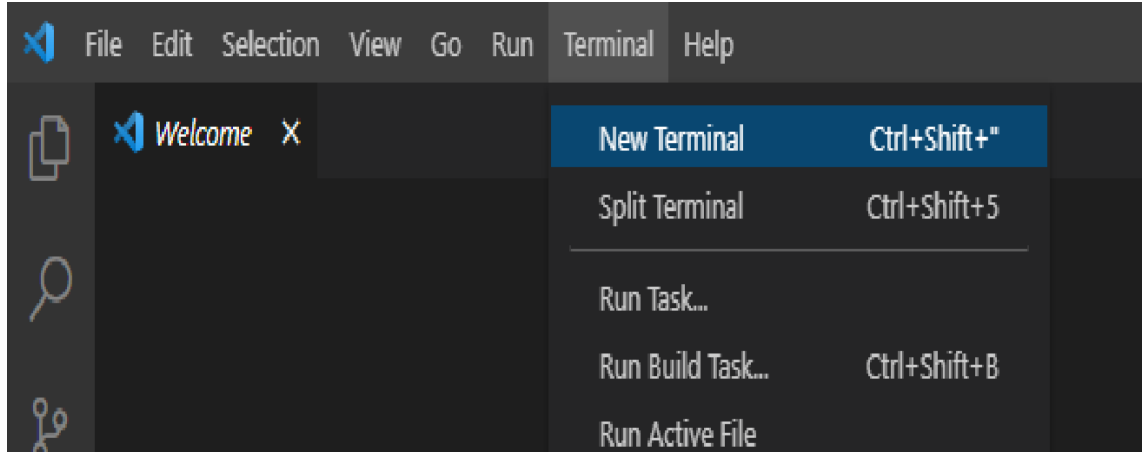 File Edit Selection View Go Run Terminal Help
Welcome
New Terminal Ctrl+Shift+"
Split Terminal Ctrl+Shift+5
Run Task...
Run Build Task... Ctrl+Shift+B
Run Active File